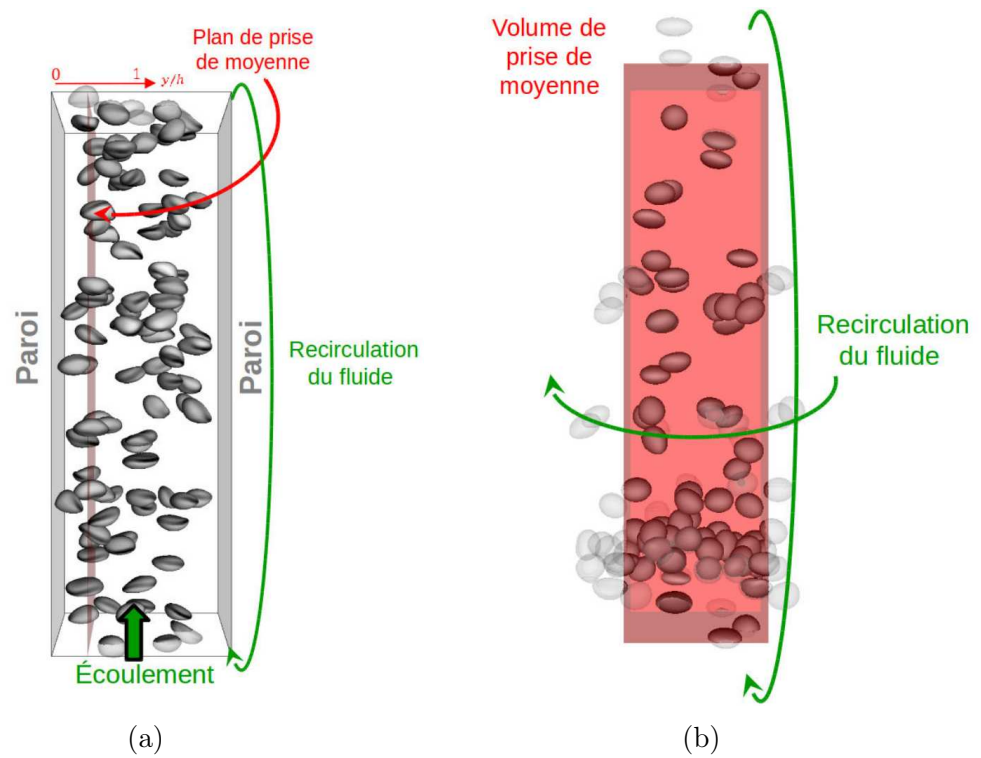 Plan de prise
de moyenne
0 1 y/h
Paroi
Paroi
Recirculation
du fluide
Écoulement
(a)
Volume de
prise de
moyenne
Recirculation
du fluide
(b)